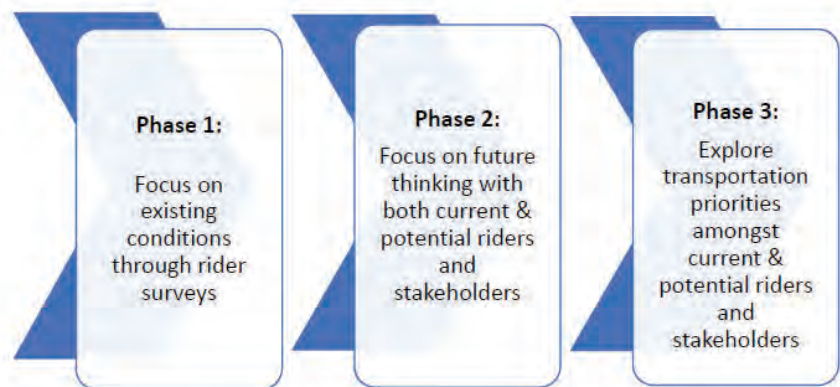 Phase 1:
Focus on
existing
conditions
through rider
surveys
Phase 2:
Focus on future
thinking with
both current &
potential riders
and
stakeholders
Phase 3:
Explore
transportation
priorities
amongst
current &
potential riders
and
stakeholders